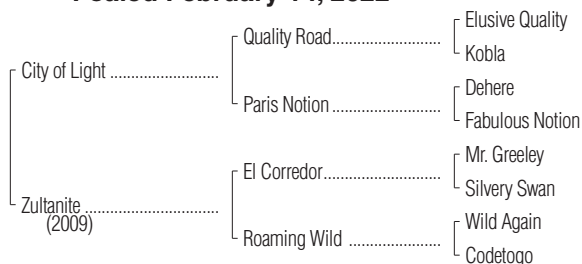 Foaled February 14, 2022
Elusive Quality
Quality Road
Kobla
City of Light
Dehere
Paris Notion
Fabulous Notion
Mr. Greeley
El Corredor
Silvery Swan
Zultanite
(2009)
Wild Again
Roaming Wild
Codetogo